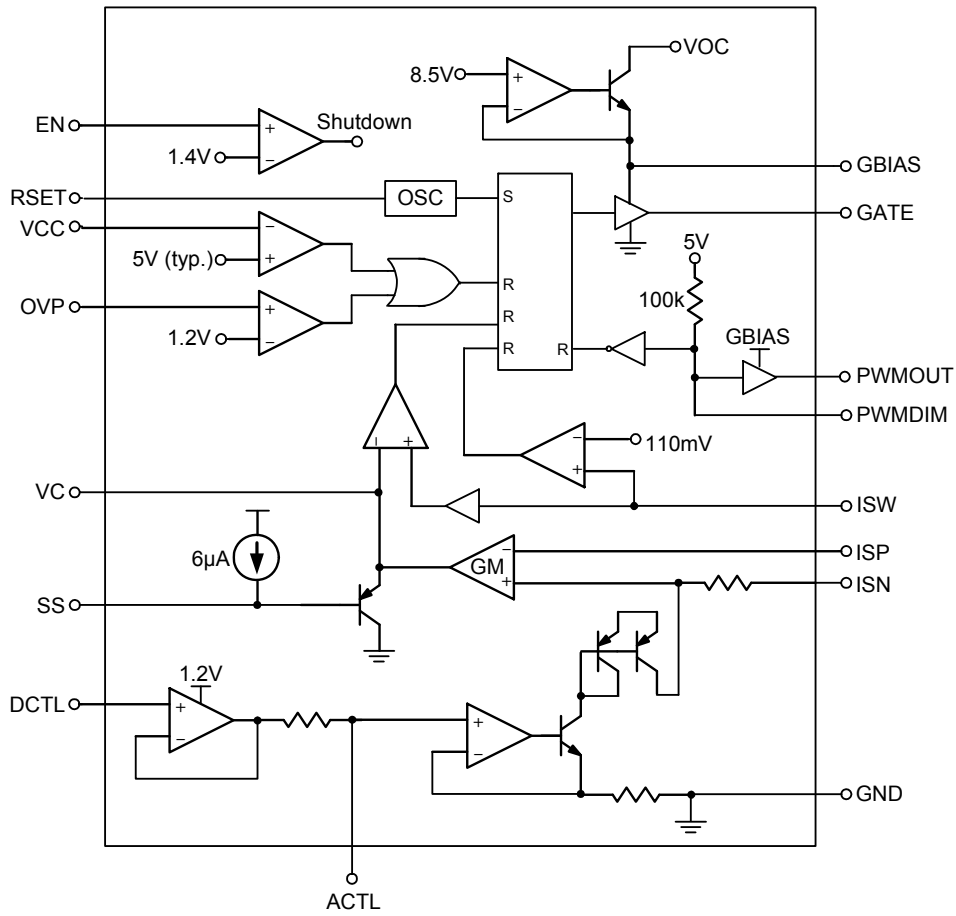 VOC
8.5V
+
−
EN
+
Shutdown
1.4V
−
GBIAS
RSET
OSC
S
VCC
−
GATE
5V (typ.)
+
5V
OVP
+
R
100k
1.2V
−
R
R
R
GBIAS
PWMOUT
PWMDIM
−
+
−
110mV
+
VC
ISW
6µA
GM
−
ISP
+
ISN
SS
1.2V
DCTL
+
−
+
−
GND
ACTL